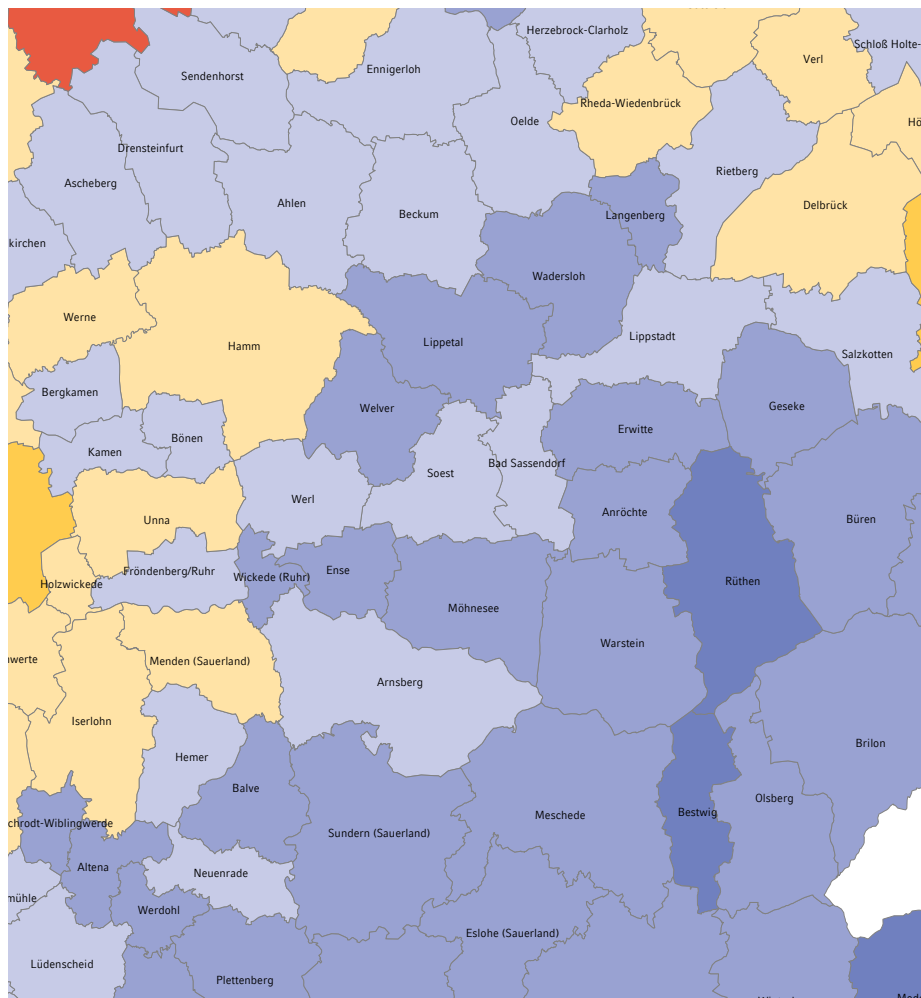 Herzebrock-Clarholz
Schloß Holte-
Verl
Ennigerloh
Sendenhorst
Rheda-Wiedenbrück
Oelde
Drensteinfurt
Rietberg
Ascheberg
Ahlen
Delbrück
Beckum
Langenberg
kirchen
Wadersloh
Werne
Lippstadt
Lippetal
Hamm
Salzkotten
Bergkamen
Welver
Geseke
Erwitte
Bönen
Kamen
Bad Sassendorf
Soest
Werl
Anröchte
Unna
Büren
Fröndenberg/Ruhr
Ense
Wickede (Ruhr)
Holzwickede
Rüthen
Möhnesee
Warstein
werte
Menden (Sauerland)
Arnsberg
Iserlohn
Brilon
Hemer
Balve
Olsberg
Bestwig
Meschede
chrodt-Wiblingwerde
Sundern (Sauerland)
Altena
Neuenrade
mühle
Werdohl
Eslohe (Sauerland)
Lüdenscheid
Plettenberg